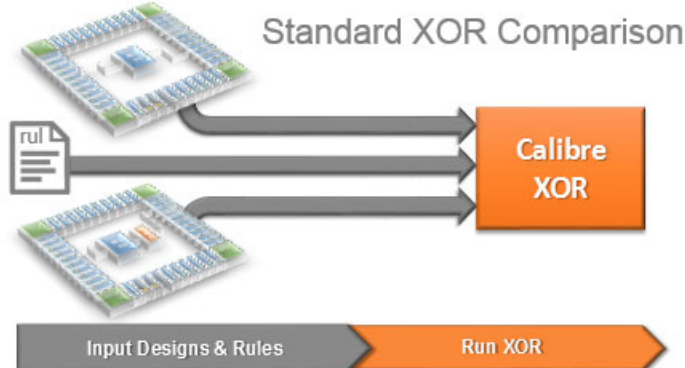 Standard XOR Comparison
rul
Calibre
XOR
Input Designs & Rules
Run XOR